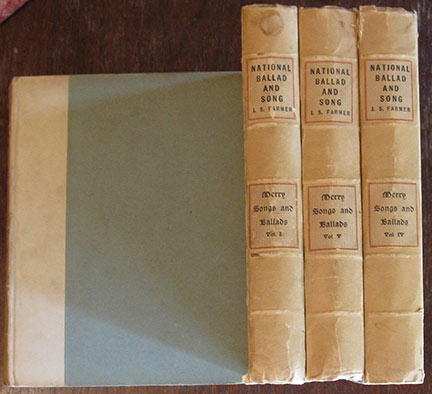 NATIONAL
BALLAD
AND
SONG
J. S. FARMER
Merry
Songs and
Ballads
Vol. I
NATIONAL
BALLAD
AND
SONG
J. S. FARMER
Merry
Songs and
Ballads
Vol V
NATIONAL
BALLAD
AND
SONG
J. S. FARMER
Merry
Songs and
Ballads
Vol IV